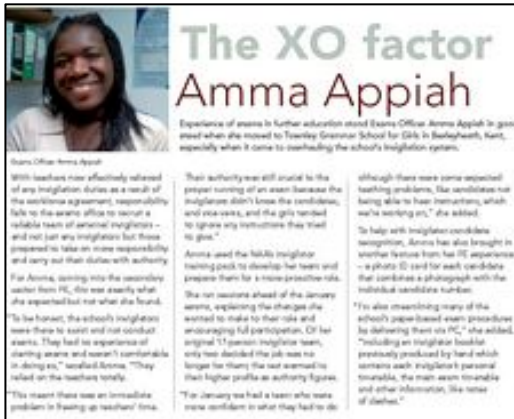 The XO factor
Amma Appiah
Experience of exams in further education stood Exams Officer Amma Appiah in good
stead when she moved to Townley Grammar School for Girls in Bexleyheath, Kent,
especially when it came to overhauling the school's invigilation system.
Exams Officer Amma Appiah
With teachers now effectively relieved
of any invigilation duties as a result of
the workforce agreement, responsibility
falls to the exams office to recruit a
reliable team of external invigilators –
and not just any invigilators but those
prepared to take on more responsibility
and carry out their duties with authority.
For Amma, coming into the secondary
sector from FE, this was exactly what
she expected but not what she found.
"To be honest, the school's invigilators
were there to assist and not conduct
exams. They had no experience of
starting exams and weren't comfortable
in doing so," recalled Amma. "They
relied on the teachers totally.
"This meant there was an immediate
problem in freeing up teachers' time.
Their authority was still crucial to the
proper running of an exam because the
invigilators didn't know the candidates,
and vice versa, and the girls tended
to ignore any instructions they tried
to give."
Amma used the NAA's invigilator
training pack to develop her team and
prepare them for a more proactive role.
The ran sessions ahead of the January
exams, explaining the changes she
wanted to make to their role and
encouraging full participation. Of her
original 17-person invigilator team,
only two decided the job was no
longer for them; the rest warmed to
their higher profile as authority figures.
"For January we had a team who were
more confident in what they had to do
although there were some expected
teething problems, like candidates not
being able to hear instructions, which
we're working on," she added.
To help with invigilator candidate
recognition, Amma has also brought in
another feature from her FE experience
– a photo ID card for each candidate
that combines a photograph with the
individual candidate number.
"I'm also streamlining many of the
school's paper-based exam procedures
by delivering them via PC," she added,
"including an invigilator booklet
previously produced by hand which
contains each invigilator's personal
timetable, the main exam timetable
and other information, like notes
of clashes."